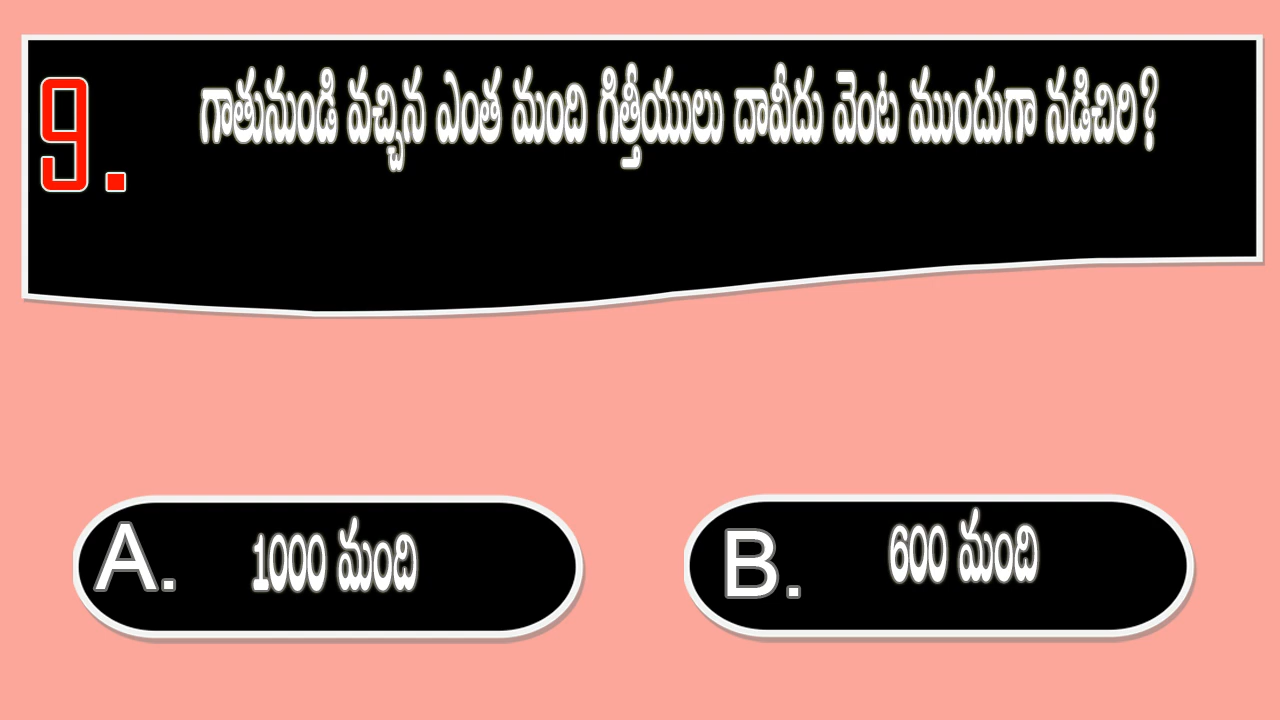 9. గాతునుండి వచ్చిన ఎంత మంది గిత్తీయులు దావీదు వెంట ముందుగా నడిచిరి?
A. 1000 మంది
B. 600 మంది